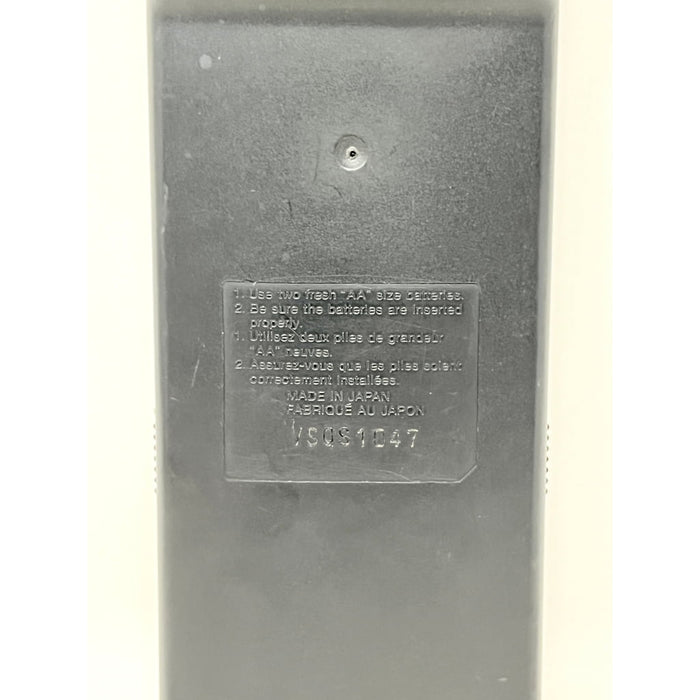 1. Use two fresh "AA" size batteries.
2. Be sure the batteries are inserted
properly.
1. Utilisez deux piles de grandeur
"AA" neuves.
2. Assurez-vous que les piles soient
correctement installées.
MADE IN JAPAN
FABRIQUÉ AU JAPON
VSQS1047